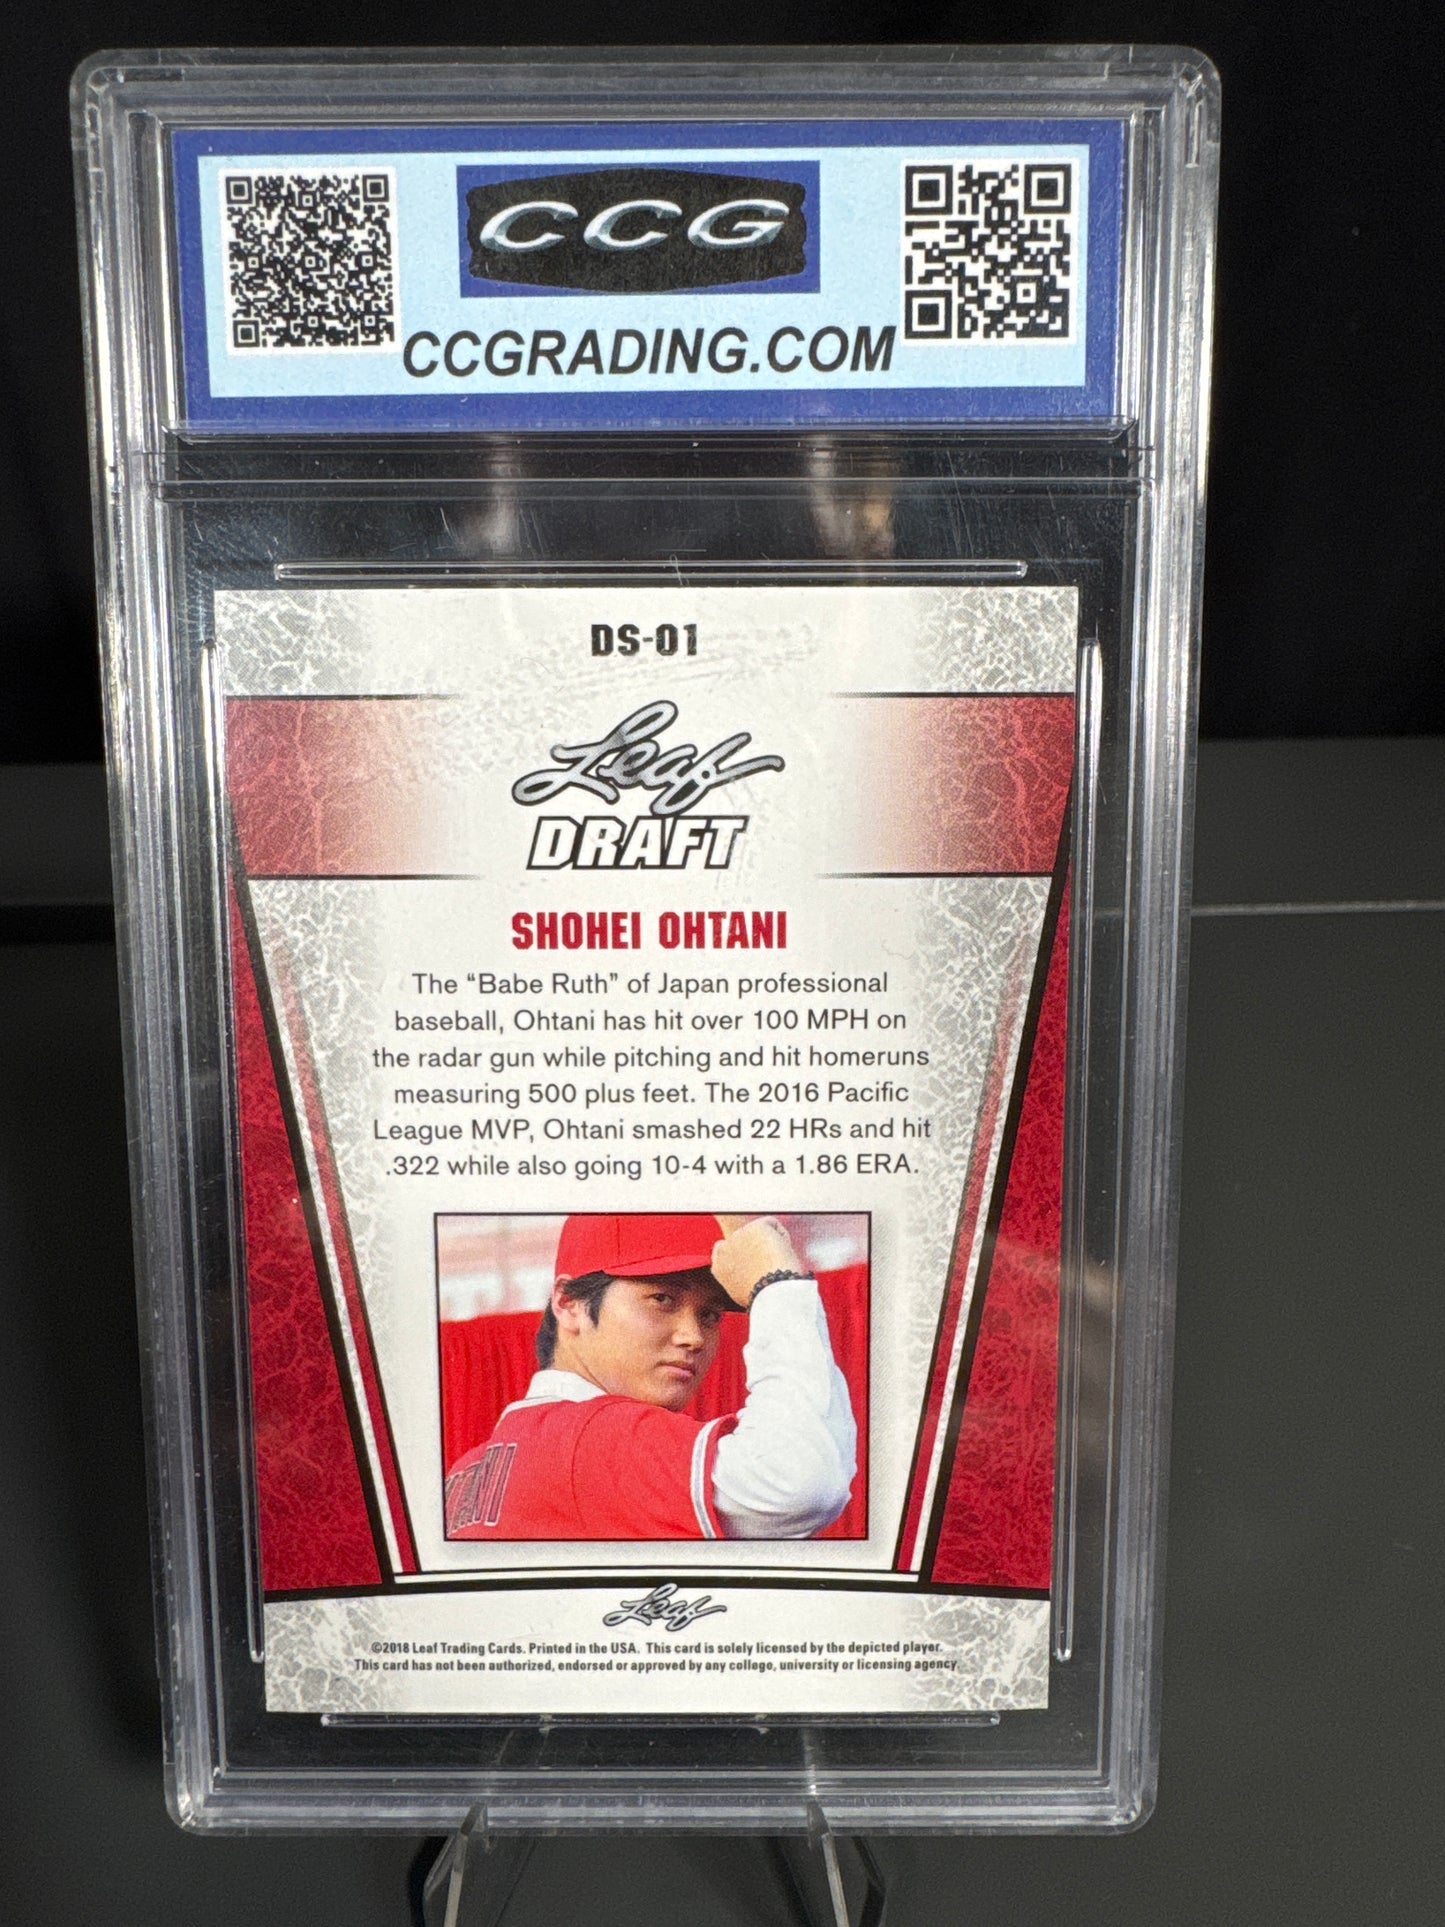 CCG
CCGRADING.COM
DS-01
Leaf
DRAFT
SHOHEI OHTANI
The “Babe Ruth” of Japan professional
baseball, Ohtani has hit over 100 MPH on
the radar gun while pitching and hit homeruns
measuring 500 plus feet. The 2016 Pacific
League MVP, Ohtani smashed 22 HRs and hit
.322 while also going 10-4 with a 1.86 ERA.
Leaf
©2018 Leaf Trading Cards. Printed in the USA. This card is solely licensed by the depicted player.
This card has not been authorized, endorsed or approved by any college, university or licensing agency.